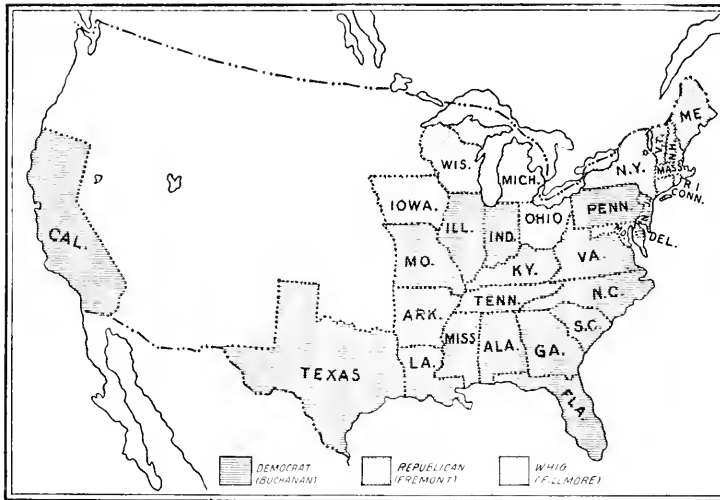 ME.
WIS.
MICH.
N.Y.
VT.
N.H.
MASS.
R I
CONN.
IOWA.
ILL.
IND.
OHIO.
PENN.
DEL.
CAL.
MO.
KY.
VA.
N.C.
TENN.
ARK.
S.C.
MISS
ALA.
GA.
LA.
TEXAS
FLA.
DEMOCRAT
(BUCHANAN)
REPUBLICAN
(FREMONT)
WHIG
(FILLMORE)